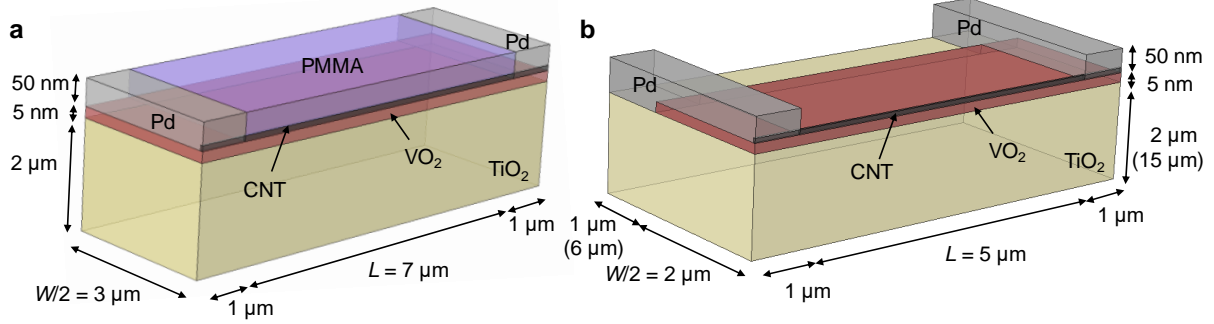 a
Pd
PMMA
Pd
50 nm
5 nm
2 µm
CNT
VO₂
TiO₂
W/2 = 3 µm
1 µm
L = 7 µm
1 µm
b
Pd
Pd
50 nm
5 nm
2 µm
(15 µm)
CNT
VO₂
TiO₂
1 µm
(6 µm)
W/2 = 2 µm
1 µm
L = 5 µm
1 µm